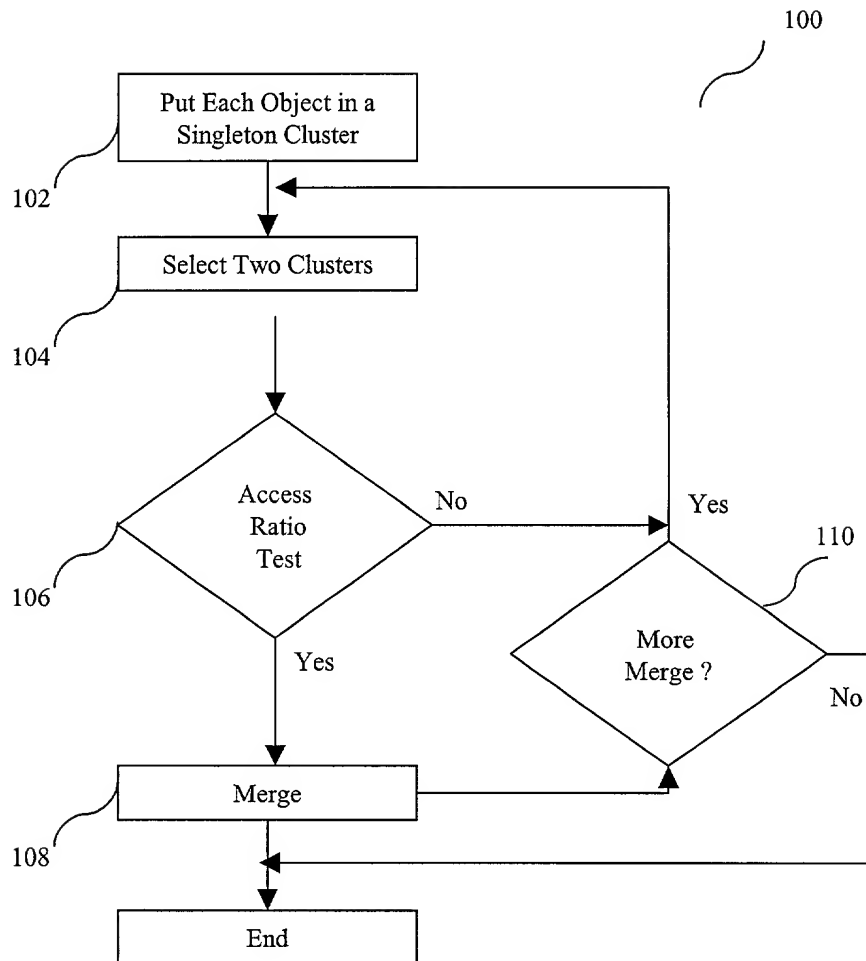 100
Put Each Object in a
Singleton Cluster
102
Select Two Clusters
104
Access
Ratio
Test
No
Yes
106
110
Yes
More
Merge ?
No
Merge
108
End